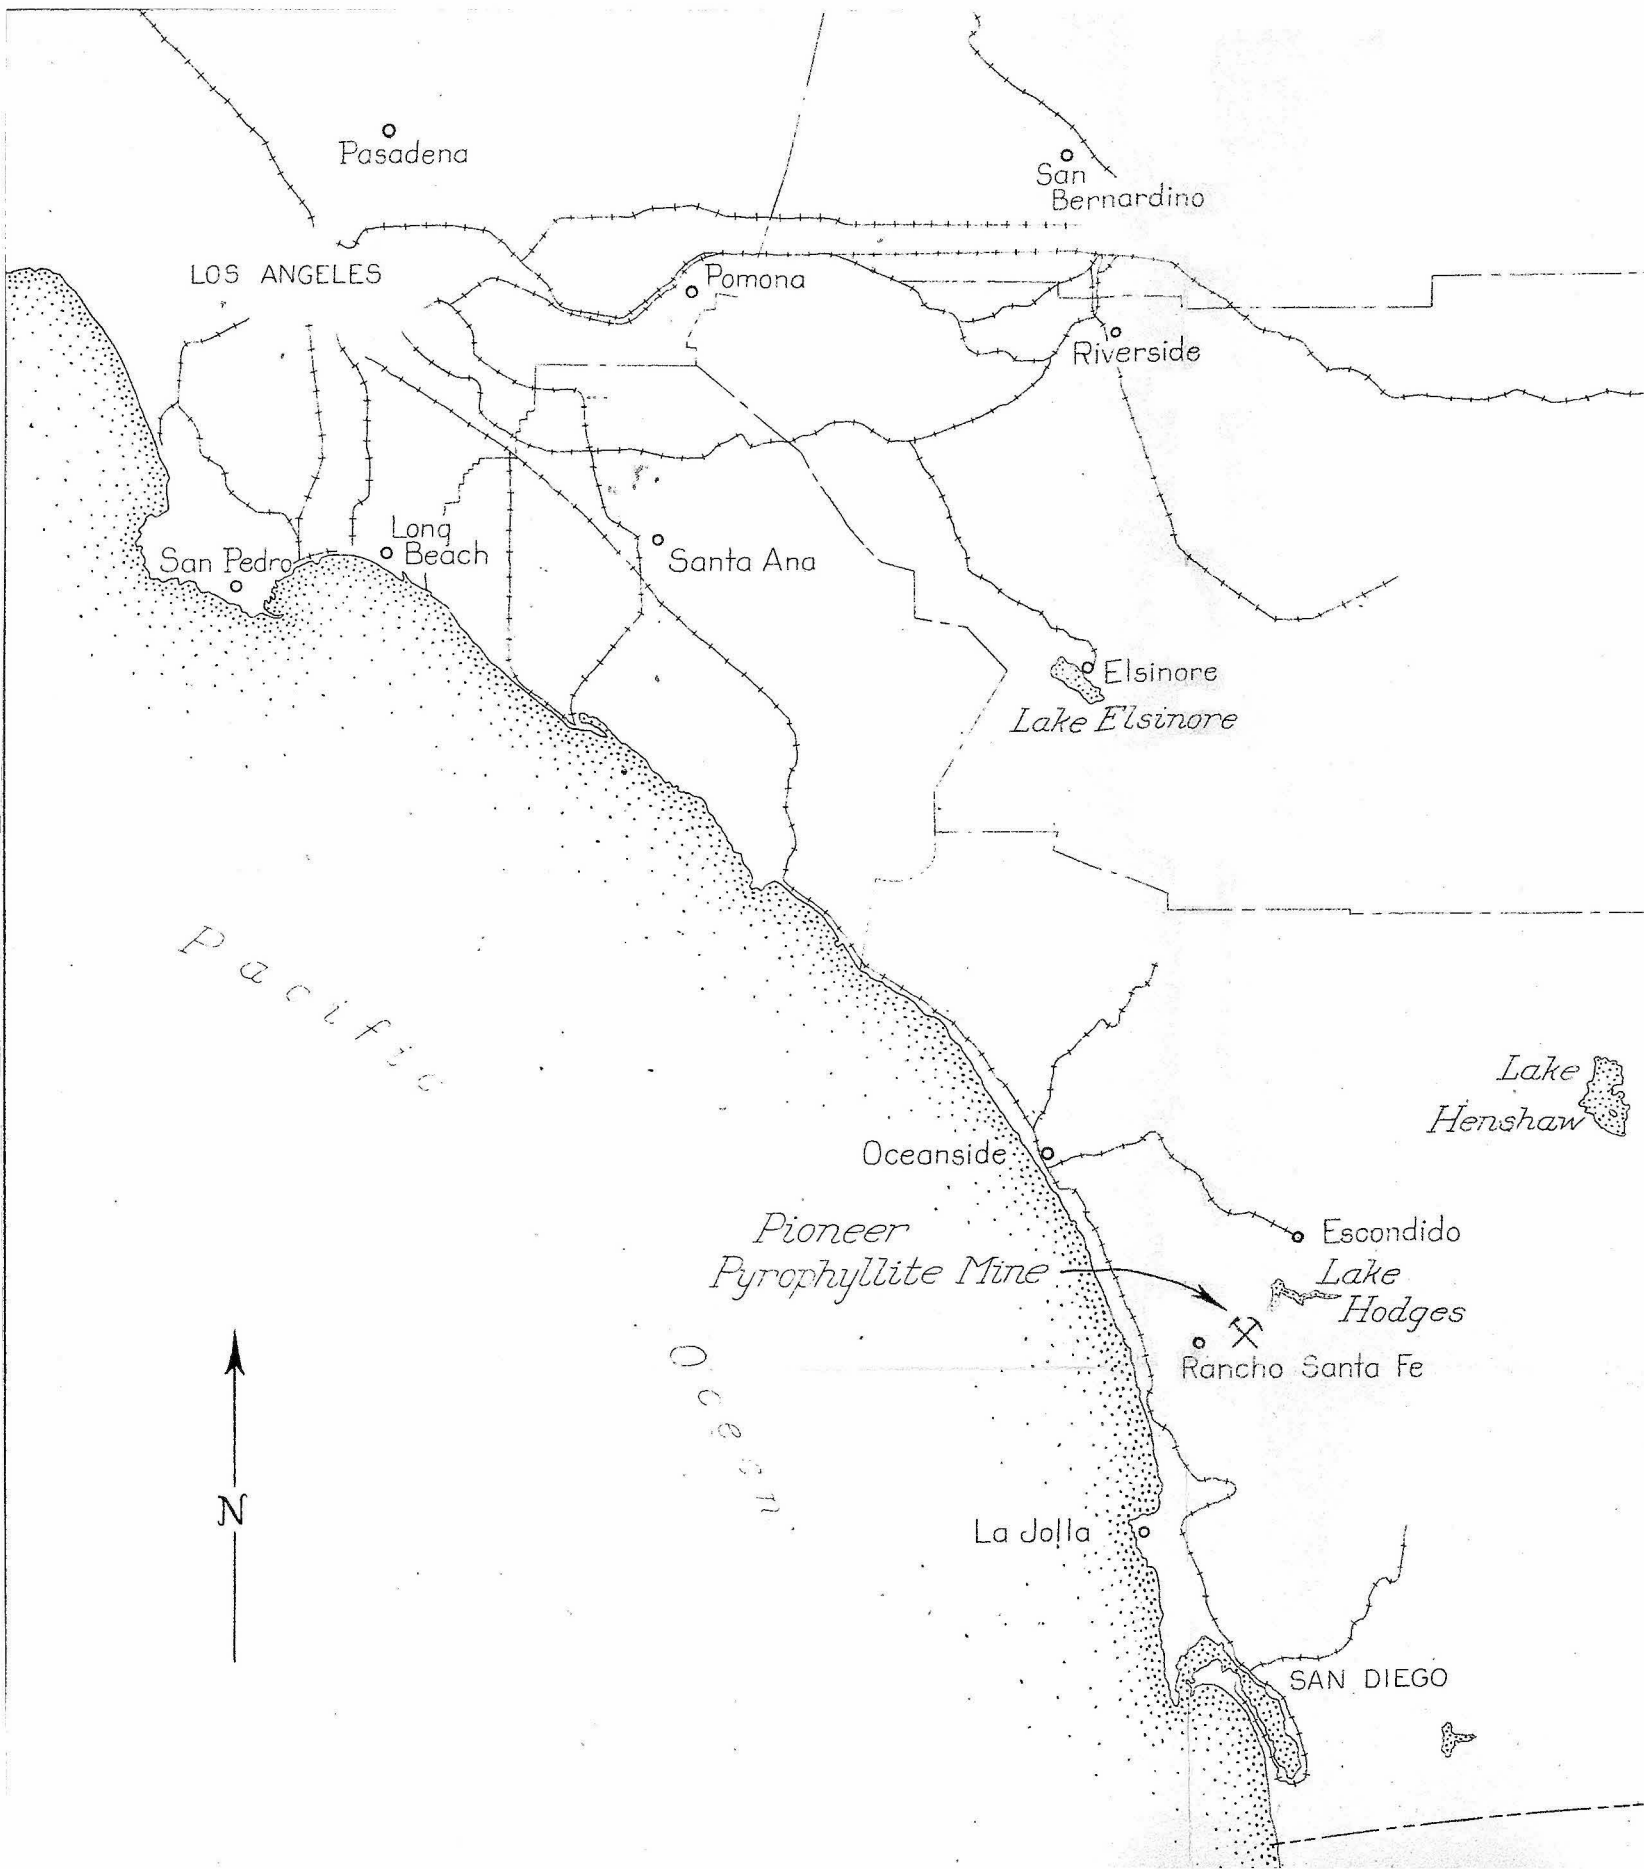 Pasadena
San
Bernardino
LOS ANGELES
Pomona
Riverside
Long
Beach
San Pedro
Santa Ana
Elsinore
Lake Elsinore
Pacific
Lake
Henshaw
Oceanside
Pioneer
Pyrophyllite Mine
Escondido
Lake
Hodges
Rancho Santa Fe
Ocean
N
La Jolla
SAN DIEGO